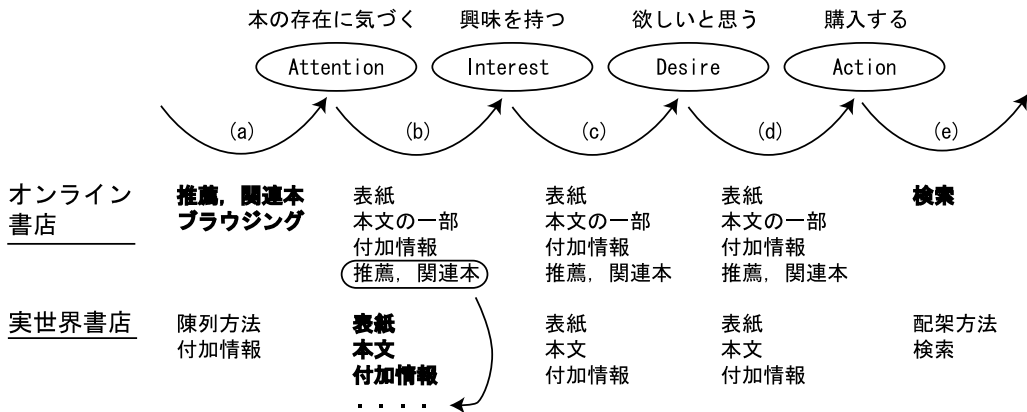 本の存在に気づく 興味を持つ 欲しいと思う 購入する
Attention Interest Desire Action
(a) (b) (c) (d) (e)
オンライン 推薦，関連本 表紙 表紙 表紙 検索
書店 ブラウジング 本文の一部 本文の一部 本文の一部
付加情報 付加情報 付加情報
推薦，関連本 推薦，関連本 推薦，関連本
実世界書店 陳列方法 表紙 表紙 表紙 配架方法
付加情報 本文 本文 本文 検索
付加情報 付加情報 付加情報
・・・・